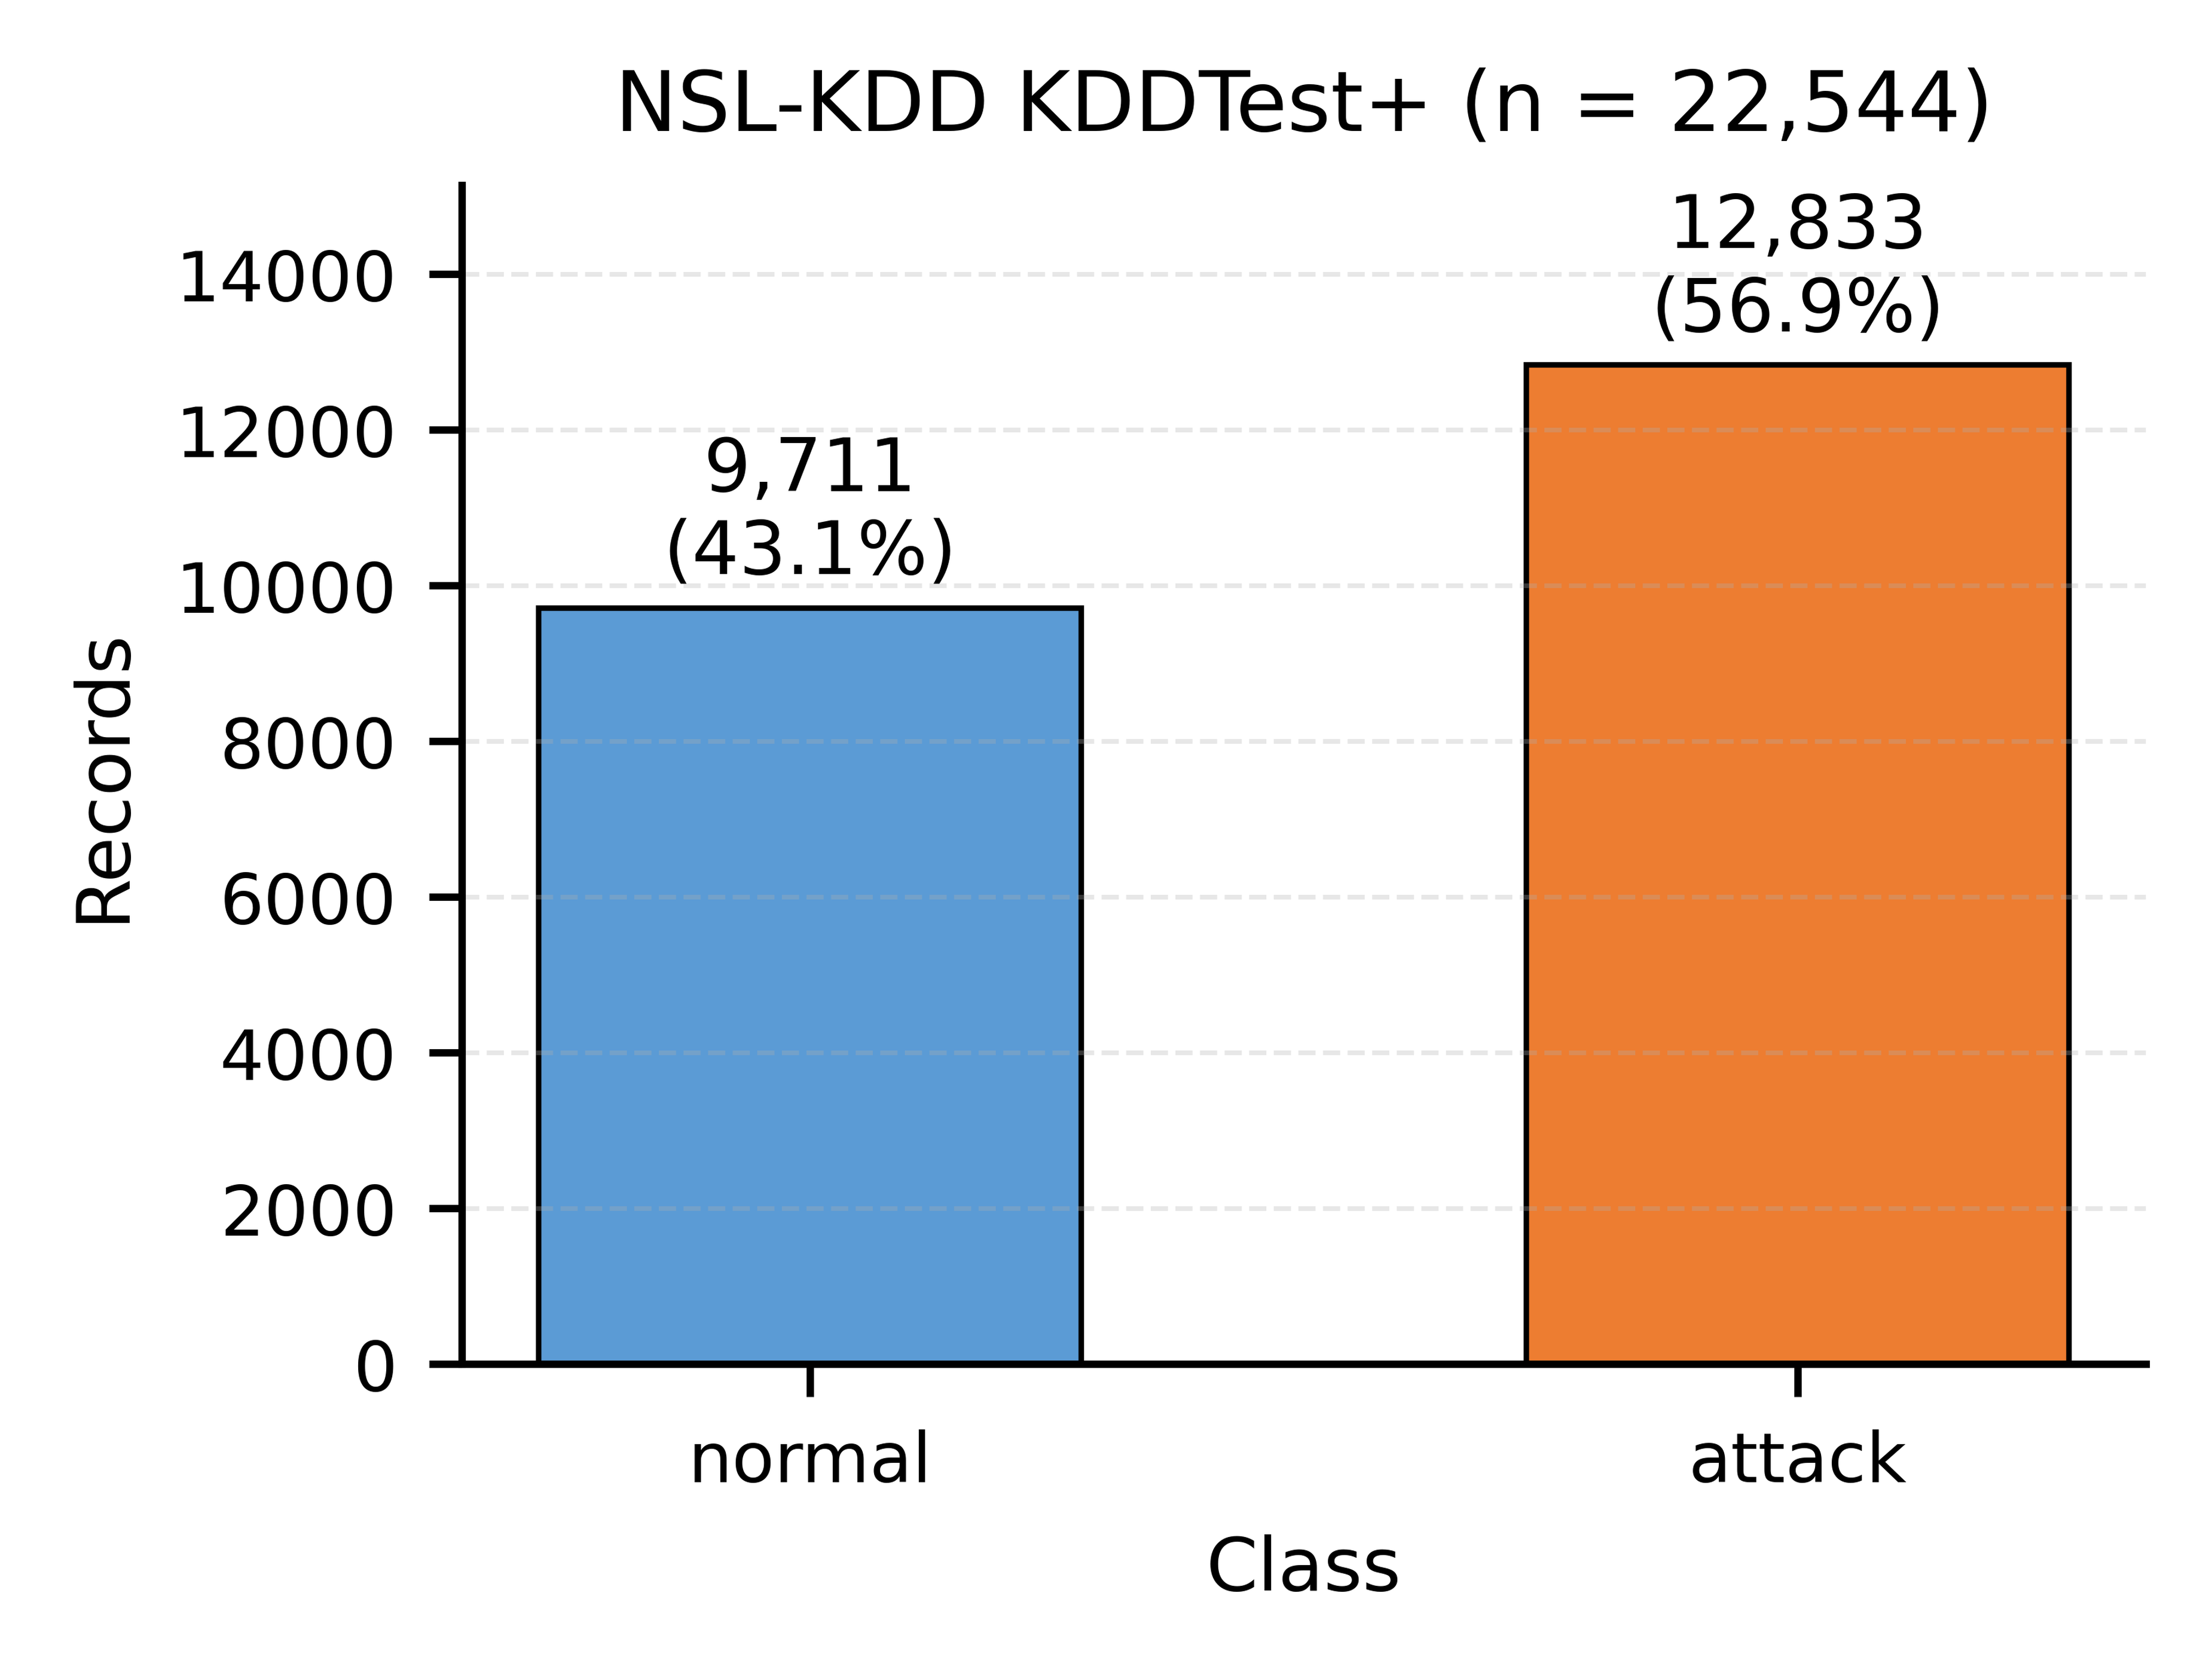 NSL-KDD KDDTest+ (n = 22,544)
12,833
(56.9%)
9,711
(43.1%)
14000
12000
10000
8000
6000
4000
2000
0
Records
normal
attack
Class